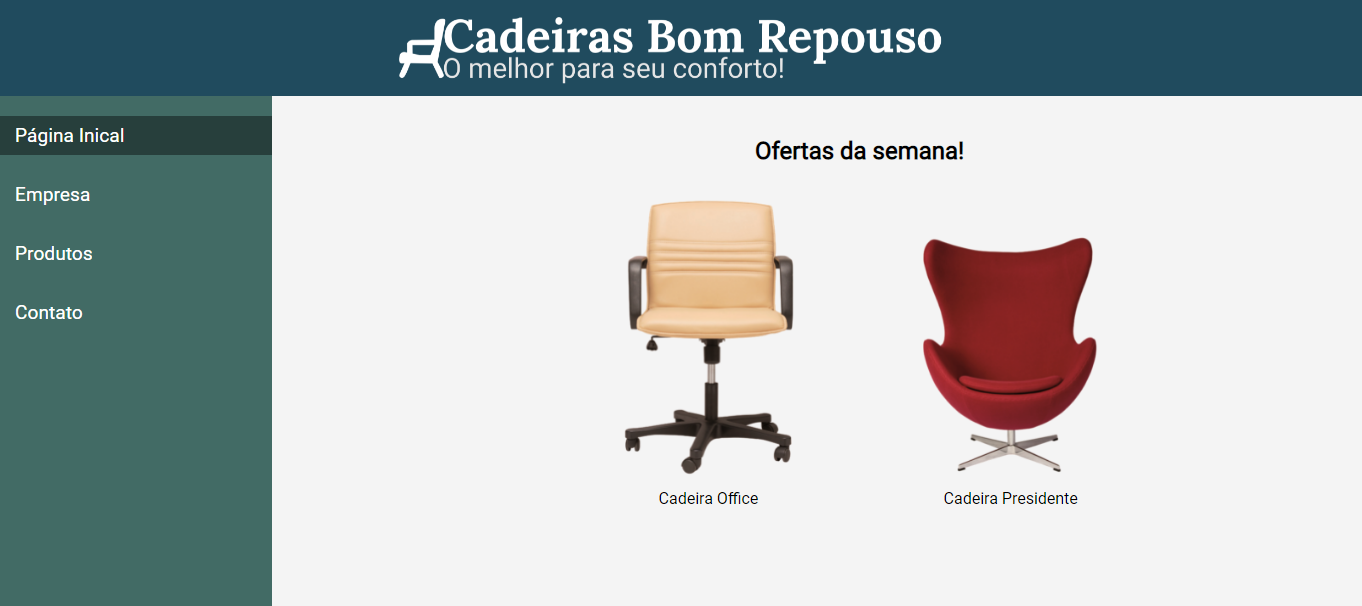 Cadeiras Bom Repouso
O melhor para seu conforto!
Página Inical
Empresa
Produtos
Contato
Ofertas da semana!
Cadeira Office
Cadeira Presidente